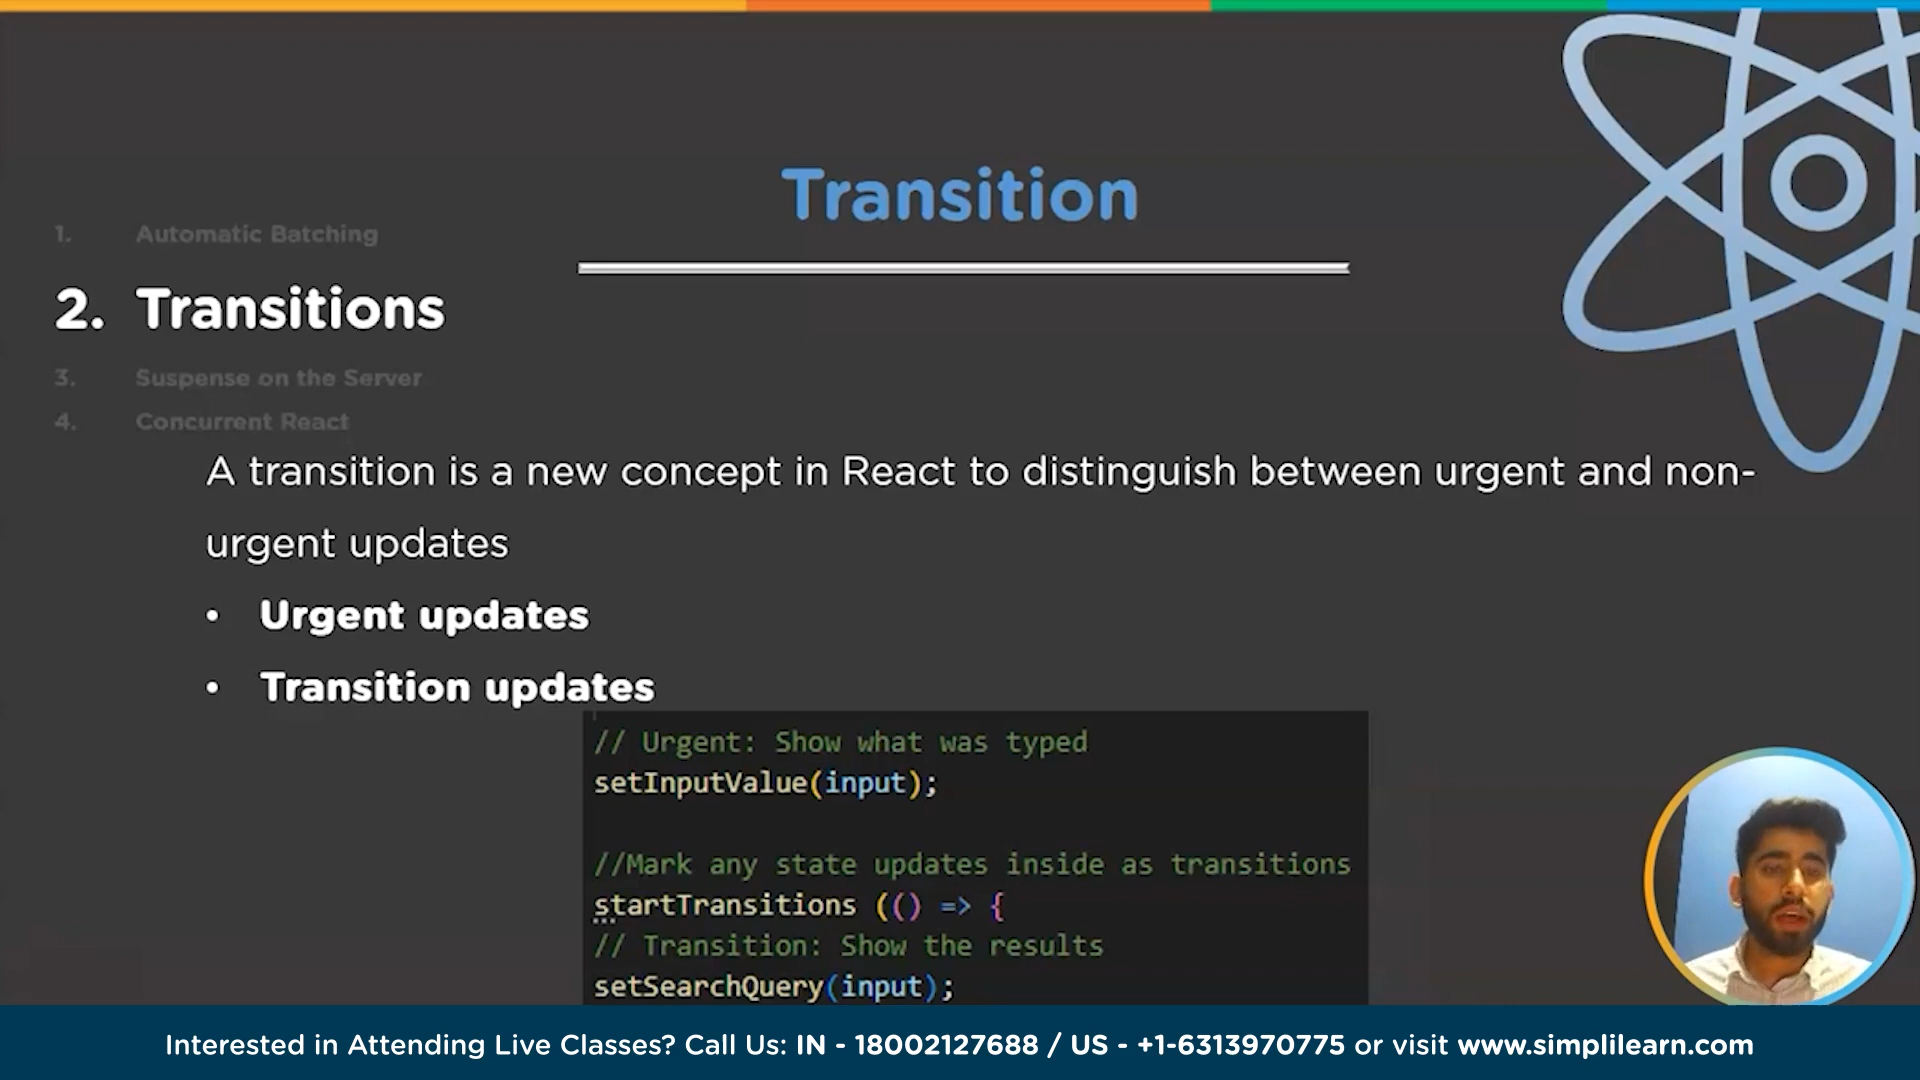 Transition
1. Automatic Batching
2. Transitions
3. Suspense on the Server
4. Concurrent React
A transition is a new concept in React to distinguish between urgent and non-
urgent updates
• Urgent updates
• Transition updates
// Urgent: Show what was typed
setInputValue(input);
//Mark any state updates inside as transitions
startTransitions (() => {
// Transition: Show the results
setSearchQuery(input);
Interested in Attending Live Classes? Call Us: IN - 18002127688 / US - +1-6313970775 or visit www.simplilearn.com